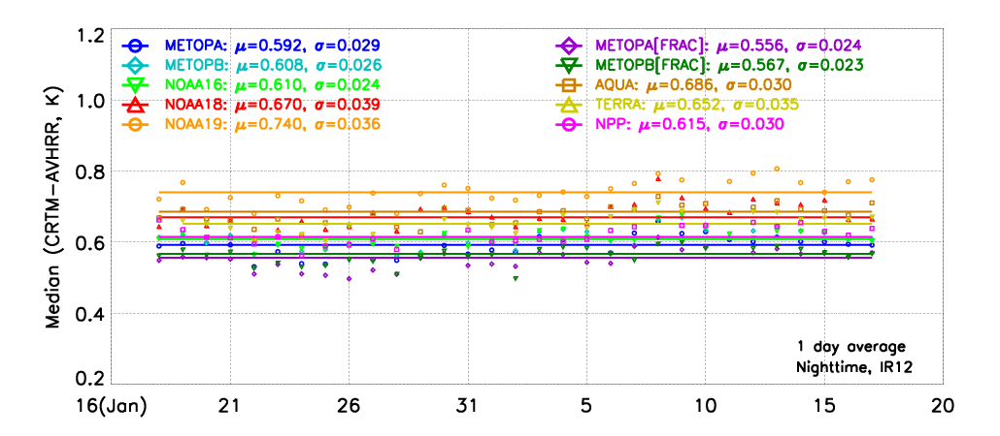 1.2
METOPA: μ=0.592, σ=0.029
METOPB: μ=0.608, σ=0.026
NOAA16: μ=0.610, σ=0.024
NOAA18: μ=0.670, σ=0.039
NOAA19: μ=0.740, σ=0.036
METOPA[FRAC]: μ=0.556, σ=0.024
METOPB[FRAC]: μ=0.567, σ=0.023
AQUA: μ=0.686, σ=0.030
TERRA: μ=0.652, σ=0.035
NPP: μ=0.615, σ=0.030
1.0
0.8
0.6
0.4
0.2
Median (CRTM-AVHRR, K)
1 day average
Nighttime, IR12
16(Jan) 21 26 31 5 10 15 20